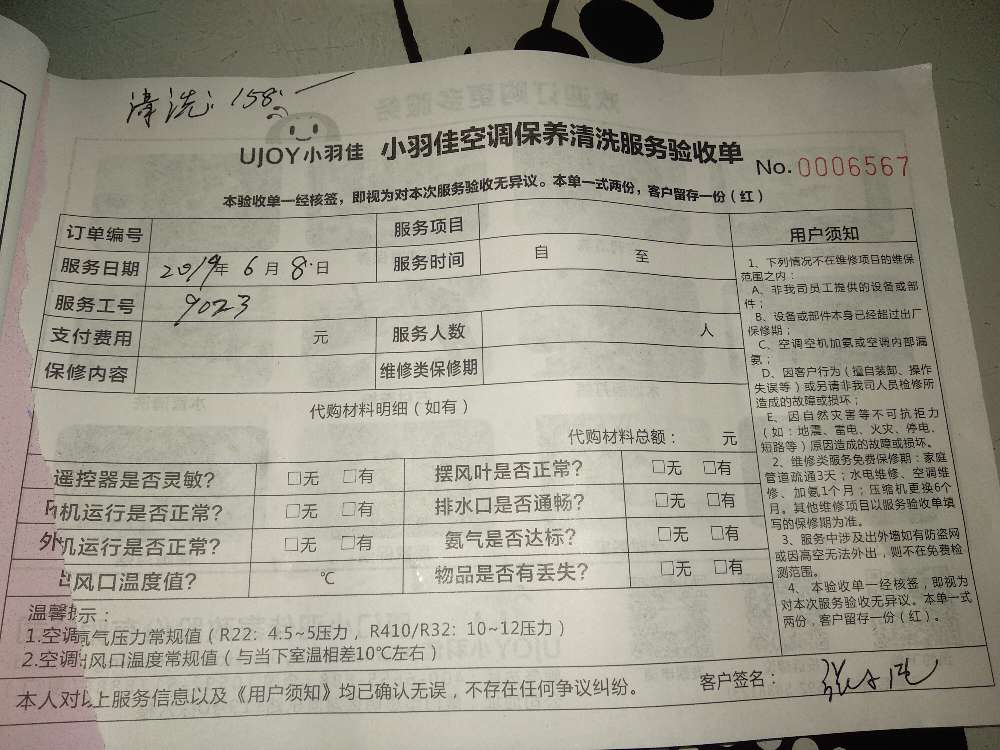 清洗:158.
UJOY小羽佳 小羽佳空调保养清洗服务验收单
No.0006567
本验收单一经核签，即视为对本次服务验收无异议。本单一式两份，客户留存一份（红）
订单编号 服务项目
服务日期 2019年6月8日 服务时间 自 至
服务工号 9023
支付费用 元 服务人数 人
保修内容 维修类保修期
代购材料明细（如有）
代购材料总额： 元
遥控器是否灵敏? □无 □有 摆风叶是否正常? □无 □有
机运行是否正常? □无 □有 排水口是否通畅? □无 □有
外机运行是否正常? □无 □有 氨气是否达标? □无 □有
风口温度值? ℃ 物品是否有丢失? □无 □有
温馨提示：
1.空调氨气压力常规值（R22: 4.5~5压力，R410/R32: 10~12压力）
2.空调出风口温度常规值（与当下室温相差10℃左右）
本人对以上服务信息以及《用户须知》均已确认无误，不存在任何争议纠纷。
客户签名：
用户须知
1、下列情况不在维修项目的维保
范围之内：
A、非我司员工提供的设备或部
件；
B、设备或部件本身已经超过出厂
保修期；
C、空调空机加氨或空调内部漏
氨；
D、因客户行为（擅自装卸、操作
失误等）或另请非我司人员检修所
造成的故障或损坏；
E、因自然灾害等不可抗拒力
（如：地震、雷电、火灾、停电、
短路等）原因造成的故障或损坏。
2、维修类服务免费保修期：家庭
管道疏通3天；水电维修、空调维
修、加氨1个月；压缩机更换6个
月。其他维修项目以服务验收单填
写的保修期为准。
3、服务中涉及出外墙如有防盗网
或因高空无法外出，则不在免费检
测范围。
4、本验收单一经核签，即视为
对本次服务验收无异议。本单一式
两份，客户留存一份（红）。